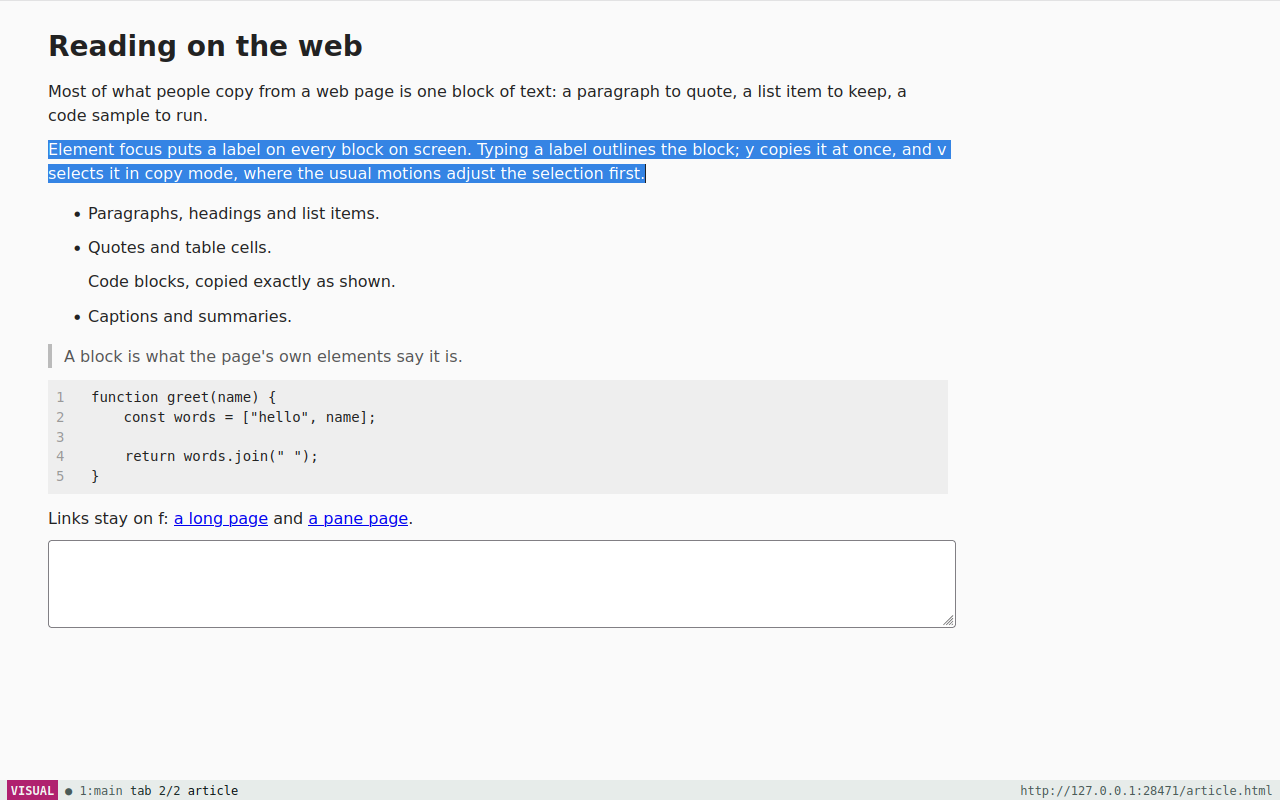 Reading on the web
Most of what people copy from a web page is one block of text: a paragraph to quote, a list item to keep, a
code sample to run.
Element focus puts a label on every block on screen. Typing a label outlines the block; y copies it at once, and v
selects it in copy mode, where the usual motions adjust the selection first.
• Paragraphs, headings and list items.
• Quotes and table cells.
Code blocks, copied exactly as shown.
• Captions and summaries.
A block is what the page's own elements say it is.
1 function greet(name) {
2     const words = ["hello", name];
3
4     return words.join(" ");
5 }
Links stay on f: a long page and a pane page.
VISUAL ● 1:main tab 2/2 article http://127.0.0.1:28471/article.html